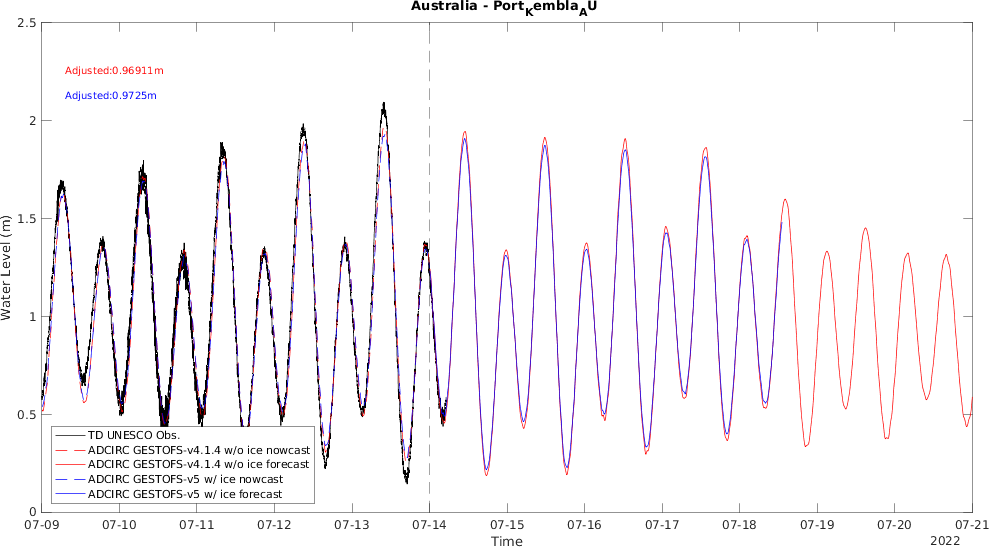 Australia - PortKemblaAU
2.5
2
1.5
1
0.5
0
Water Level (m)
Adjusted:0.96911m
Adjusted:0.9725m
TD UNESCO Obs.
ADCIRC GESTOFS-v4.1.4 w/o ice nowcast
ADCIRC GESTOFS-v4.1.4 w/o ice forecast
ADCIRC GESTOFS-v5 w/ ice nowcast
ADCIRC GESTOFS-v5 w/ ice forecast
07-09 07-10 07-11 07-12 07-13 07-14 07-15 07-16 07-17 07-18 07-19 07-20 07-21
Time
2022